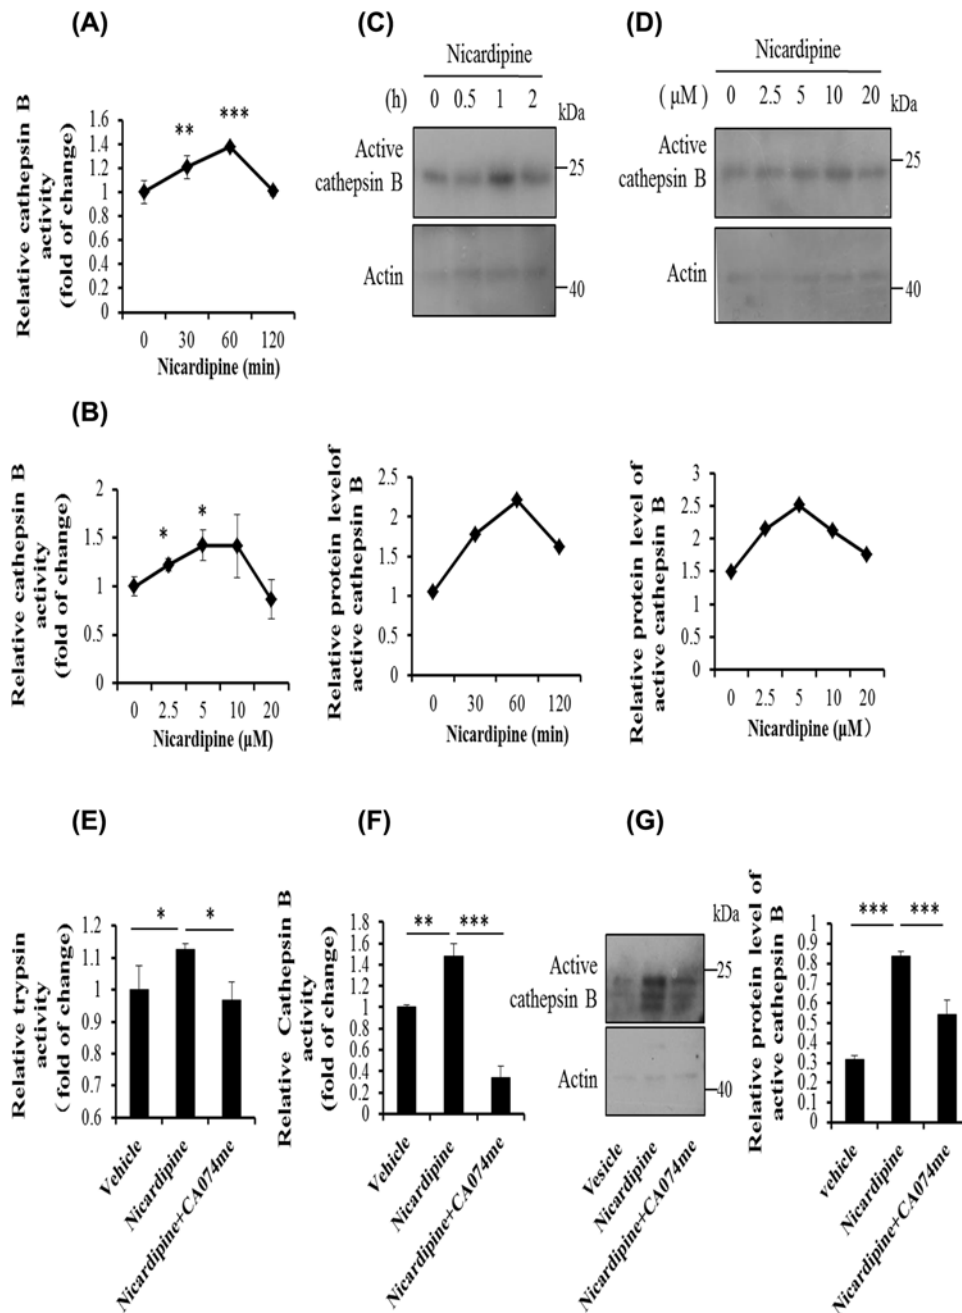 (A)
Relative cathepsin B
activity
(fold of change)
1.6
1.4
1.2
1
0.8
0.6
0.4
0.2
0
**
***
0 30 60 120
Nicardipine (min)
(C)
Nicardipine
(h) 0 0.5 1 2 kDa
Active
cathepsin B
25
Actin
40
(D)
Nicardipine
( μM ) 0 2.5 5 10 20 kDa
Active
cathepsin B
25
Actin
40
(B)
Relative cathepsin B
activity
(fold of change)
2
1.5
1
0.5
0
*
*
0 2.5 5 10 20
Nicardipine (μM)
Relative protein levelof
active cathepsin B
2.5
2
1.5
1
0.5
0
0 30 60 120
Nicardipine (min)
Relative protein level of
active cathepsin B
3
2.5
2
1.5
1
0.5
0
0 2.5 5 10 20
Nicardipine (μM)
(E)
Relative trypsin
activity
(fold of change)
1.2
1.1
1
0.9
0.8
0.7
0.6
*
*
Vehicle
Nicardipine
Nicardipine+CA074me
(F)
Relative Cathepsin B
activity
(fold of change)
1.8
1.6
1.4
1.2
1
0.8
0.6
0.4
0.2
0
**
***
Vehicle
Nicardipine
Nicardipine+CA074me
(G)
kDa
Active
cathepsin B
25
Actin
40
Vesicle
Nicardipine
Nicardipine+CA074me
Relative protein level of
active cathepsin B
1
0.9
0.8
0.7
0.6
0.5
0.4
0.3
0.2
0.1
0
***
***
vehicle
Nicardipine
Nicardipine+CA074me